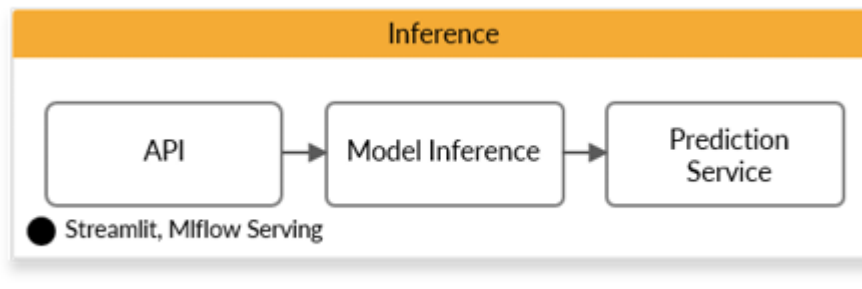 Inference
API
Model Inference
Prediction
Service
Streamlit, Mlflow Serving